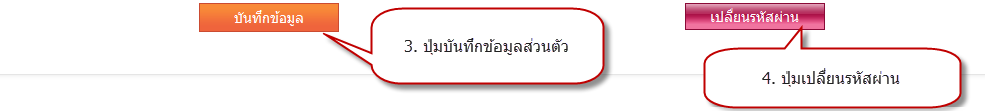 บันทึกข้อมูล
เปลี่ยนรหัสผ่าน
3. ปุ่มบันทึกข้อมูลส่วนตัว
4. ปุ่มเปลี่ยนรหัสผ่าน